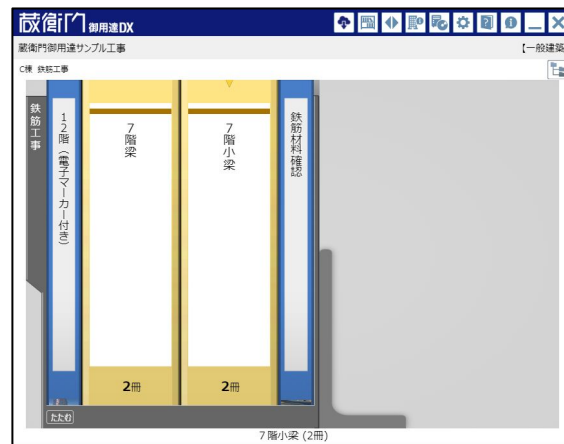 蔵衛門御用達DX
蔵衛門御用達サンプル工事
【一般建築
C棟 鉄筋工事
鉄筋工事
12階(電子マーカー付き)
7階梁
7階小梁
鉄筋材料確認
2冊
2冊
たたむ
7階小梁 (2冊)